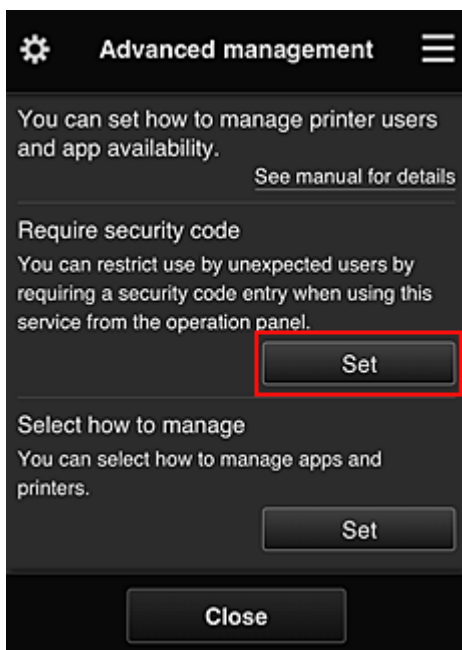 Advanced management
You can set how to manage printer users
and app availability.
See manual for details
Require security code
You can restrict use by unexpected users by
requiring a security code entry when using this
service from the operation panel.
Set
Select how to manage
You can select how to manage apps and
printers.
Set
Close